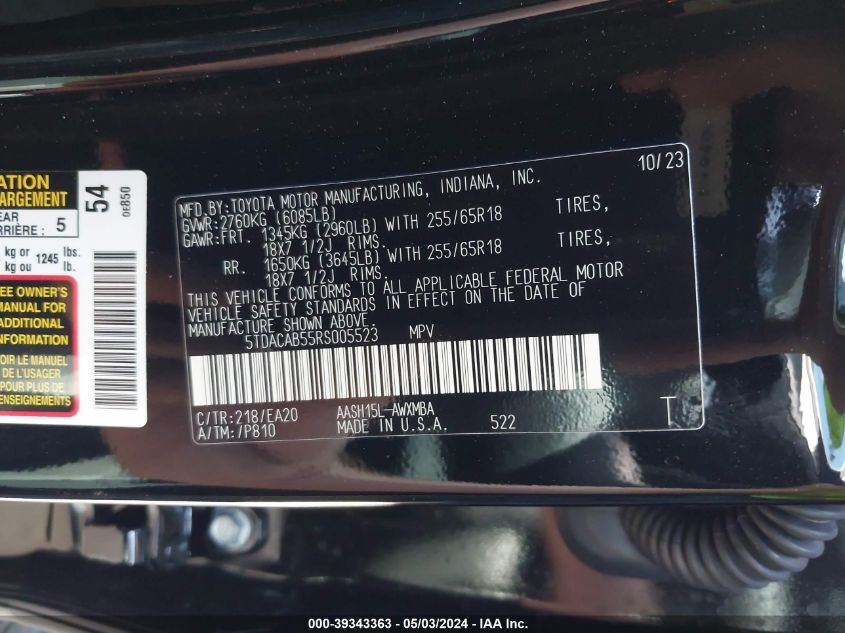 ATION
ARGEMENT
EAR
RRIÈRE : 5
kg or 1245 lbs.
kg ou lb.
54
0E850
EE OWNER'S
MANUAL FOR
ADDITIONAL
INFORMATION
OIR LE MANUEL
DE L'USAGER
POUR PLUS DE
ENSEIGNEMENTS
10/23
MFD.BY:TOYOTA MOTOR MANUFACTURING, INDIANA, INC.
GVWR:2760KG (6085LB)
GAWR:FRT. 1345KG (2960LB) WITH 255/65R18 TIRES,
18X7 1/2J RIMS.
RR. 1650KG (3645LB) WITH 255/65R18 TIRES,
18X7 1/2J RIMS.
THIS VEHICLE CONFORMS TO ALL APPLICABLE FEDERAL MOTOR
VEHICLE SAFETY STANDARDS IN EFFECT ON THE DATE OF
MANUFACTURE SHOWN ABOVE.
5TDACAB55RS005523 MPV
C/TR:218/EA20 AASH15L-AWXMBA
A/TM:/P810 MADE IN U.S.A. 522 T
000-39343363 - 05/03/2024 - IAA Inc.